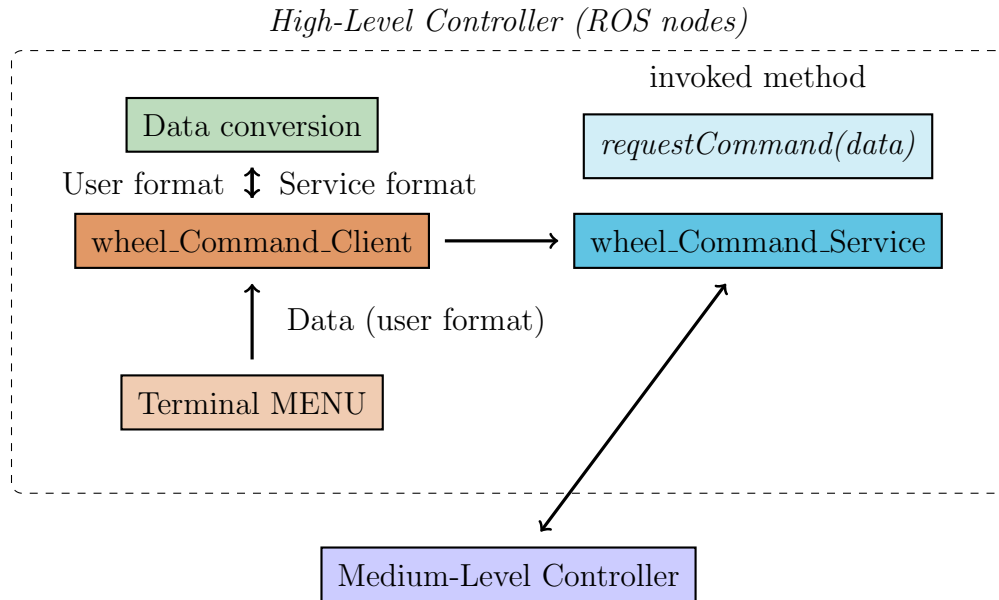 High-Level Controller (ROS nodes)
invoked method
Data conversion
requestCommand(data)
User format
Service format
wheel_Command_Client
wheel_Command_Service
Data (user format)
Terminal MENU
Medium-Level Controller